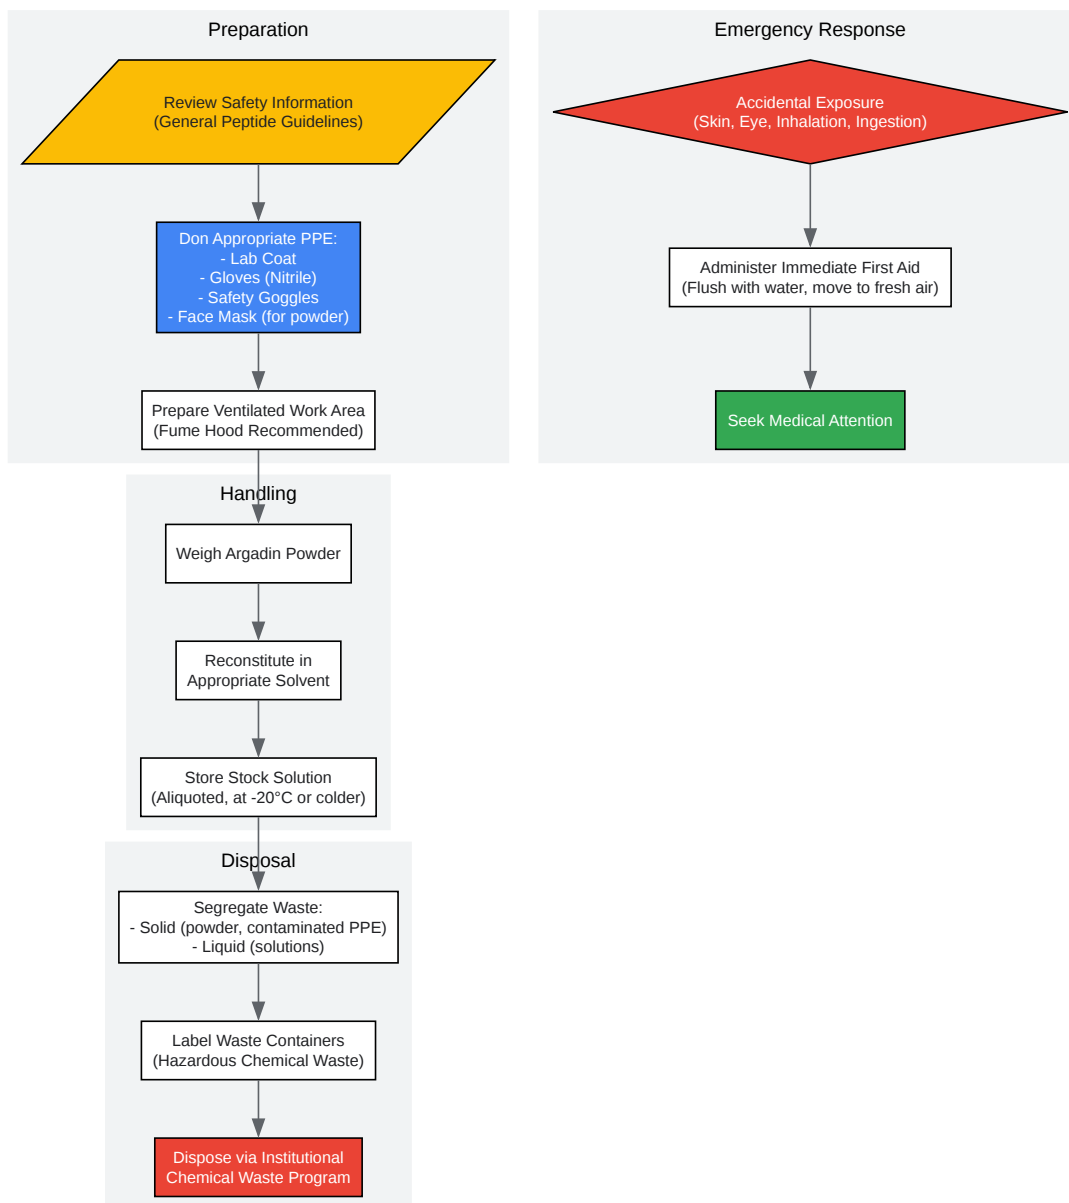 Preparation
Review Safety Information
(General Peptide Guidelines)
Don Appropriate PPE:
- Lab Coat
- Gloves (Nitrile)
- Safety Goggles
- Face Mask (for powder)
Prepare Ventilated Work Area
(Fume Hood Recommended)
Handling
Weigh Argadin Powder
Reconstitute in
Appropriate Solvent
Store Stock Solution
(Aliquoted, at -20°C or colder)
Disposal
Segregate Waste:
- Solid (powder, contaminated PPE)
- Liquid (solutions)
Label Waste Containers
(Hazardous Chemical Waste)
Dispose via Institutional
Chemical Waste Program
Emergency Response
Accidental Exposure
(Skin, Eye, Inhalation, Ingestion)
Administer Immediate First Aid
(Flush with water, move to fresh air)
Seek Medical Attention